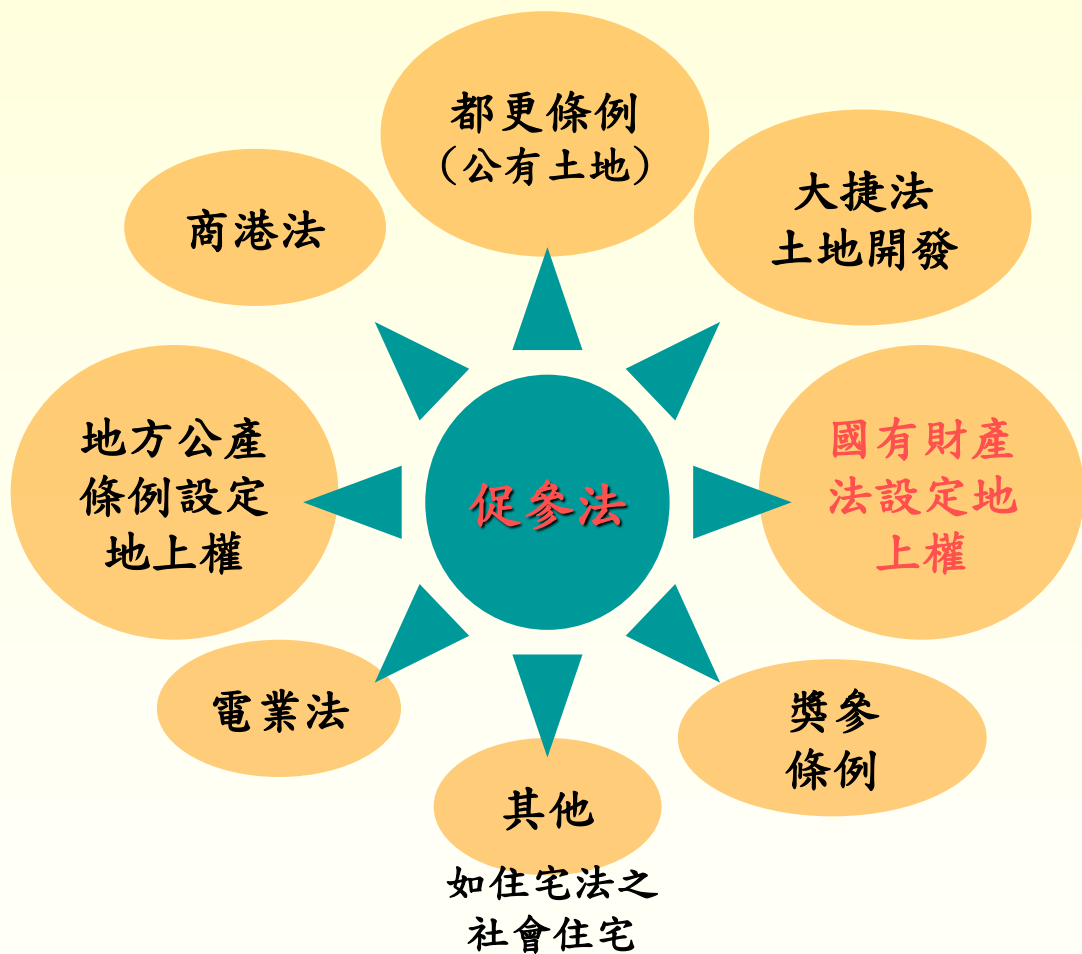 都更條例
（公有土地）
商港法
大捷法
土地開發
地方公產
條例設定
地上權
促參法
國有財產
法設定地
上權
電業法
獎參
條例
其他
如住宅法之
社會住宅